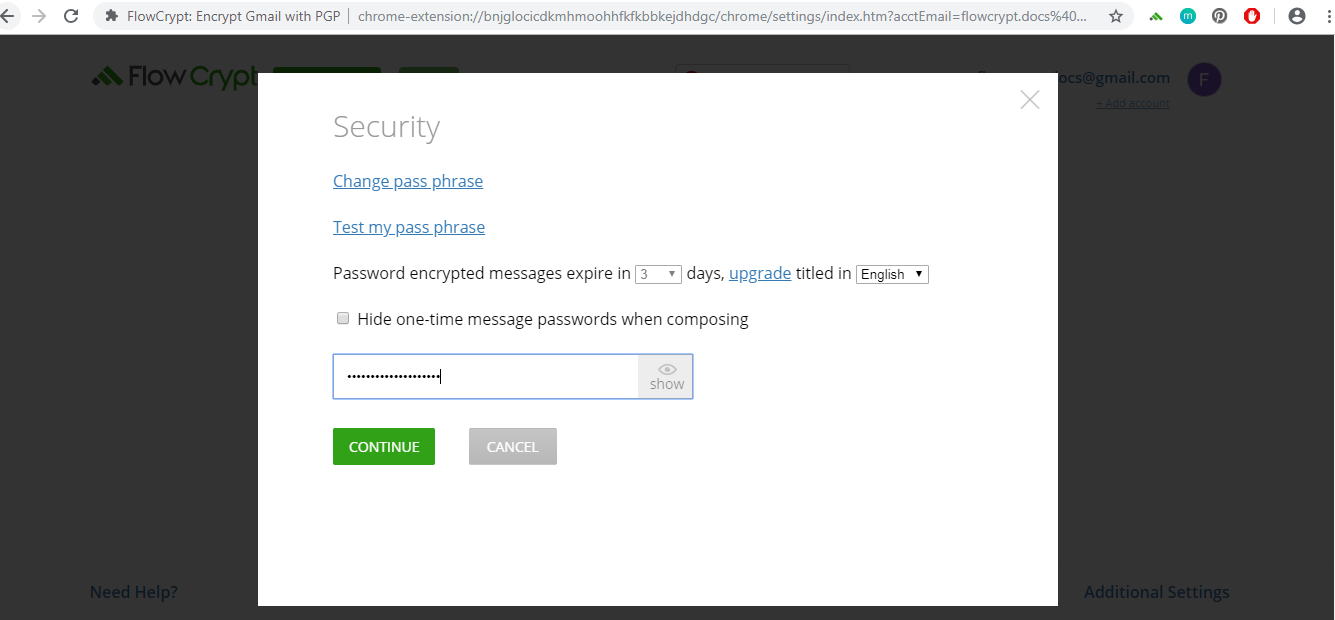 FlowCrypt: Encrypt Gmail with PGP chrome-extension://bnjglocicdkmhmoohhfkfkbbkejdhdgc/chrome/settings/index.htm?acctEmail=flowcrypt.docs%40...
FlowCrypt
ocs@gmail.com F
+ Add account
Security
Change pass phrase
Test my pass phrase
Password encrypted messages expire in 3 days, upgrade titled in English
Hide one-time message passwords when composing
show
CONTINUE CANCEL
Need Help? Additional Settings